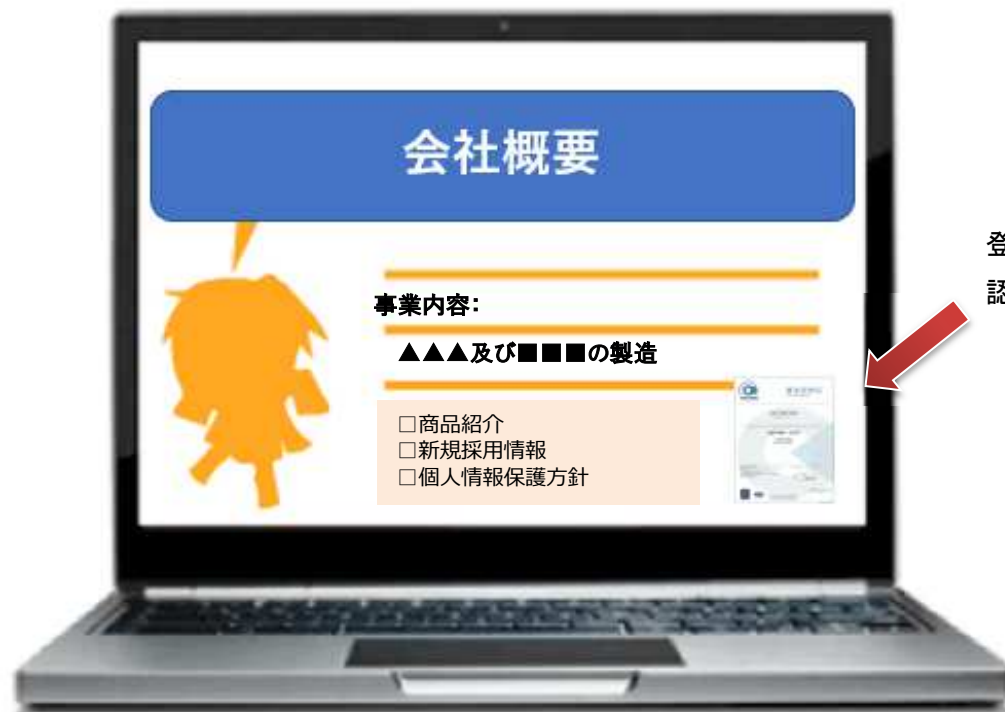 会社概要
事業内容:
▲▲▲及び■■■の製造
□商品紹介
□新規採用情報
□個人情報保護方針
登
認